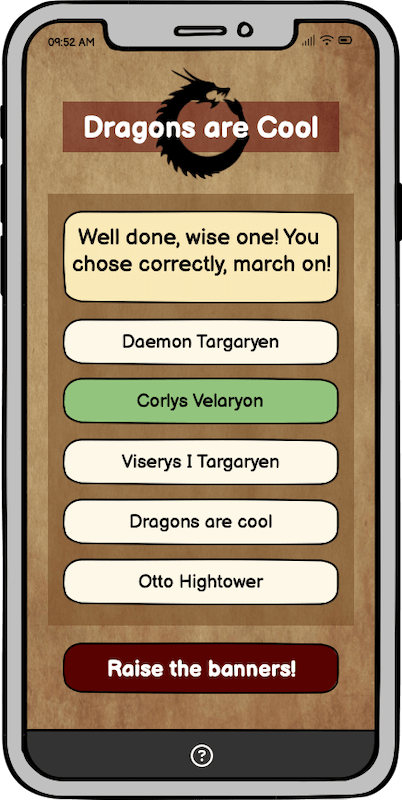 09:52 AM
Dragons are Cool
Well done, wise one! You
chose correctly, march on!
Daemon Targaryen
Corlys Velaryon
Viserys I Targaryen
Dragons are cool
Otto Hightower
Raise the banners!
?